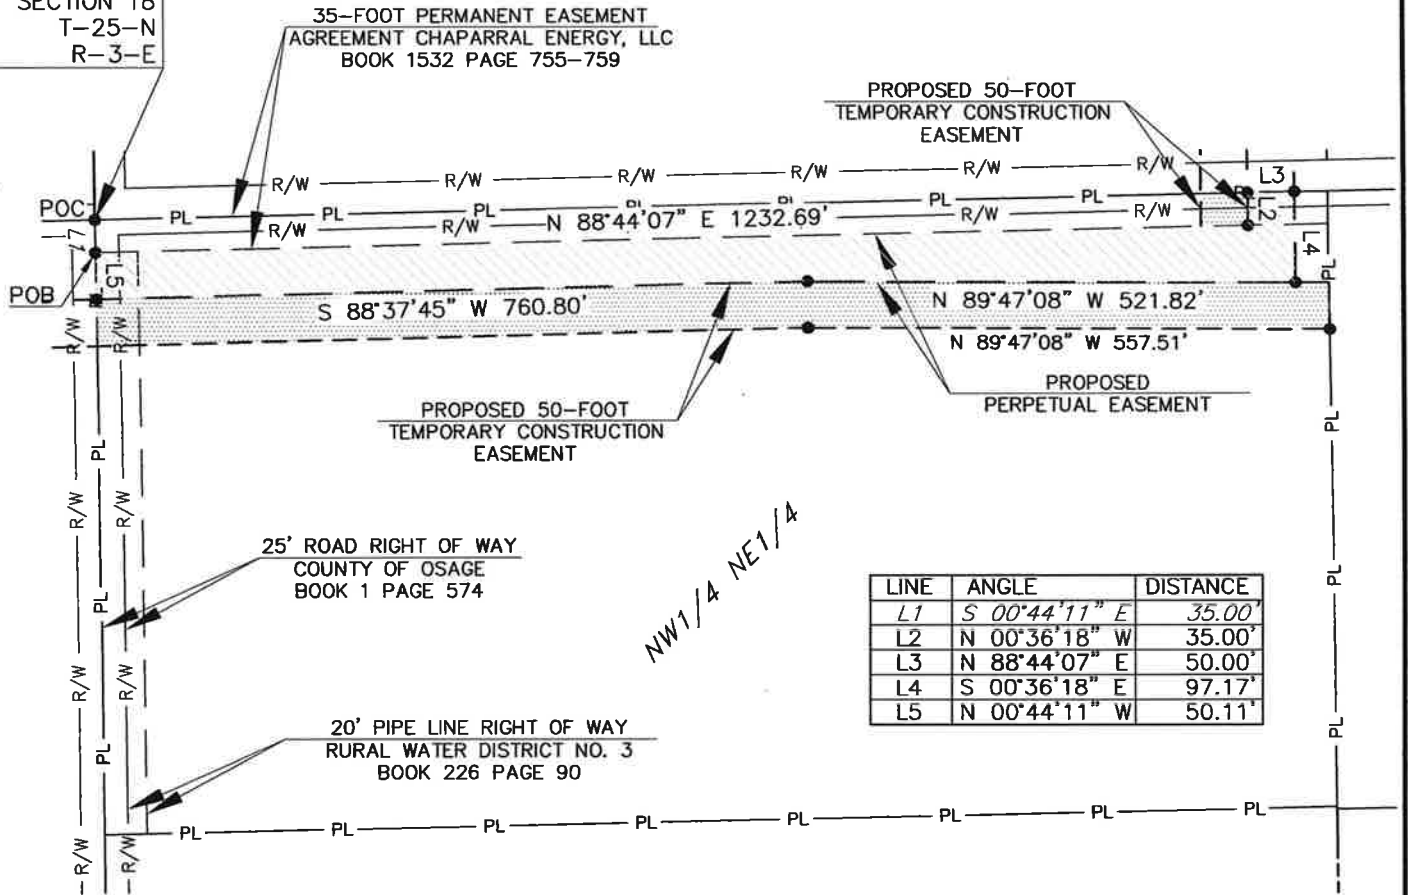 SECTION 18
T-25-N
R-3-E
35-FOOT PERMANENT EASEMENT
AGREEMENT CHAPARRAL ENERGY, LLC
BOOK 1532 PAGE 755-759
PROPOSED 50-FOOT
TEMPORARY CONSTRUCTION
EASEMENT
R/W R/W R/W R/W R/W R/W
L3
POC
PL PL PL PL PL PL
L2
R/W R/W N 88°44'07" E 1232.69' R/W R/W
L1
L4
PL
L5
POB
S 88°37'45" W 760.80'
N 89°47'08" W 521.82'
N 89°47'08" W 557.51'
R/W R/W
PROPOSED
PERPETUAL EASEMENT
PROPOSED 50-FOOT
TEMPORARY CONSTRUCTION
EASEMENT
PL
PL
R/W R/W
NW1/4 NE1/4
25' ROAD RIGHT OF WAY
COUNTY OF OSAGE
BOOK 1 PAGE 574
PL
PL
LINE ANGLE DISTANCE
L1 S 00°44'11" E 35.00'
L2 N 00°36'18" W 35.00'
L3 N 88°44'07" E 50.00'
L4 S 00°36'18" E 97.17'
L5 N 00°44'11" W 50.11'
R/W R/W
20' PIPE LINE RIGHT OF WAY
RURAL WATER DISTRICT NO. 3
BOOK 226 PAGE 90
PL
PL
PL PL PL PL PL PL PL PL
R/W R/W